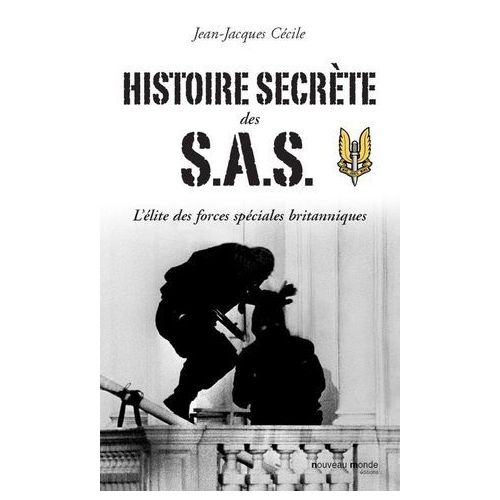 Jean-Jacques Cécile
HISTOIRE SECRÈTE
des
S.A.S.
L'élite des forces spéciales britanniques
nouveau monde
éditions